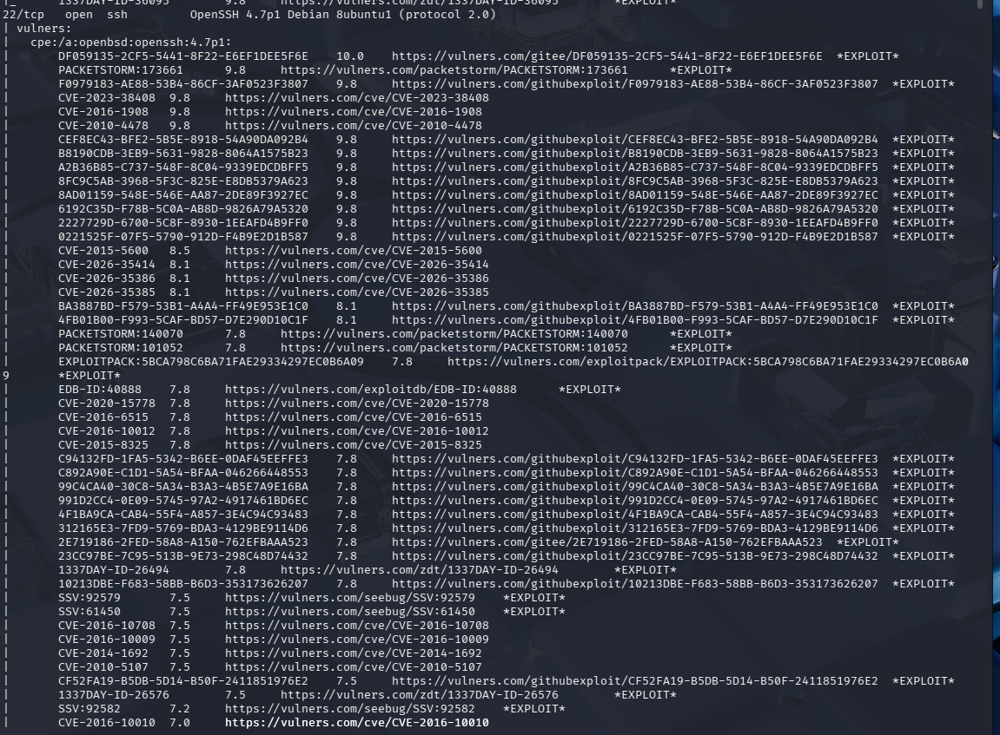 |_    1337DAY-ID-36095    9.8    https://vulners.com/zdt/1337DAY-ID-36095    *EXPLOIT*
22/tcp   open  ssh         OpenSSH 4.7p1 Debian 8ubuntu1 (protocol 2.0)
| vulners:
|   cpe:/a:openbsd:openssh:4.7p1:
|       DF059135-2CF5-5441-8F22-E6EF1DEE5F6E    10.0    https://vulners.com/gitee/DF059135-2CF5-5441-8F22-E6EF1DEE5F6E  *EXPLOIT*
|       PACKETSTORM:173661      9.8     https://vulners.com/packetstorm/PACKETSTORM:173661      *EXPLOIT*
|       F0979183-AE88-53B4-86CF-3AF0523F3807    9.8     https://vulners.com/githubexploit/F0979183-AE88-53B4-86CF-3AF0523F3807  *EXPLOIT*
|       CVE-2023-38408  9.8     https://vulners.com/cve/CVE-2023-38408
|       CVE-2016-1908   9.8     https://vulners.com/cve/CVE-2016-1908
|       CVE-2010-4478   9.8     https://vulners.com/cve/CVE-2010-4478
|       CEF8EC43-BFE2-5B5E-8918-54A90DA092B4    9.8     https://vulners.com/githubexploit/CEF8EC43-BFE2-5B5E-8918-54A90DA092B4  *EXPLOIT*
|       B8190CDB-3EB9-5631-9828-8064A1575B23    9.8     https://vulners.com/githubexploit/B8190CDB-3EB9-5631-9828-8064A1575B23  *EXPLOIT*
|       A2B36B85-C737-548F-8C04-9339EDCDBFF5    9.8     https://vulners.com/githubexploit/A2B36B85-C737-548F-8C04-9339EDCDBFF5  *EXPLOIT*
|       8FC9C5AB-3968-5F3C-825E-E8DB5379A623    9.8     https://vulners.com/githubexploit/8FC9C5AB-3968-5F3C-825E-E8DB5379A623  *EXPLOIT*
|       8AD01159-548E-546E-AA87-2DE89F3927EC    9.8     https://vulners.com/githubexploit/8AD01159-548E-546E-AA87-2DE89F3927EC  *EXPLOIT*
|       6192C35D-F78B-5C0A-AB8D-9826A79A5320    9.8     https://vulners.com/githubexploit/6192C35D-F78B-5C0A-AB8D-9826A79A5320  *EXPLOIT*
|       2227729D-6700-5C8F-8930-1EEAFD4B9FF0    9.8     https://vulners.com/githubexploit/2227729D-6700-5C8F-8930-1EEAFD4B9FF0  *EXPLOIT*
|       0221525F-07F5-5790-912D-F4B9E2D1B587    9.8     https://vulners.com/githubexploit/0221525F-07F5-5790-912D-F4B9E2D1B587  *EXPLOIT*
|       CVE-2015-5600   8.5     https://vulners.com/cve/CVE-2015-5600
|       CVE-2026-35414  8.1     https://vulners.com/cve/CVE-2026-35414
|       CVE-2026-35386  8.1     https://vulners.com/cve/CVE-2026-35386
|       CVE-2026-35385  8.1     https://vulners.com/cve/CVE-2026-35385
|       BA3887BD-F579-53B1-A4A4-FF49E953E1C0    8.1     https://vulners.com/githubexploit/BA3887BD-F579-53B1-A4A4-FF49E953E1C0  *EXPLOIT*
|       4FB01B00-F993-5CAF-BD57-D7E290D10C1F    8.1     https://vulners.com/githubexploit/4FB01B00-F993-5CAF-BD57-D7E290D10C1F  *EXPLOIT*
|       PACKETSTORM:140070      7.8     https://vulners.com/packetstorm/PACKETSTORM:140070      *EXPLOIT*
|       PACKETSTORM:101052      7.8     https://vulners.com/packetstorm/PACKETSTORM:101052      *EXPLOIT*
|       EXPLOITPACK:5BCA798C6BA71FAE29334297EC0B6A09    7.8     https://vulners.com/exploitpack/EXPLOITPACK:5BCA798C6BA71FAE29334297EC0B6A0
9       *EXPLOIT*
|       EDB-ID:40888    7.8     https://vulners.com/exploitdb/EDB-ID:40888      *EXPLOIT*
|       CVE-2020-15778  7.8     https://vulners.com/cve/CVE-2020-15778
|       CVE-2016-6515   7.8     https://vulners.com/cve/CVE-2016-6515
|       CVE-2016-10012  7.8     https://vulners.com/cve/CVE-2016-10012
|       CVE-2015-8325   7.8     https://vulners.com/cve/CVE-2015-8325
|       C94132FD-1FA5-5342-B6EE-0DAF45EEFFE3    7.8     https://vulners.com/githubexploit/C94132FD-1FA5-5342-B6EE-0DAF45EEFFE3  *EXPLOIT*
|       C892A90E-C1D1-5A54-BFAA-046266448553    7.8     https://vulners.com/githubexploit/C892A90E-C1D1-5A54-BFAA-046266448553  *EXPLOIT*
|       99C4CA40-30C8-5A34-B3A3-4B5E7A9E16BA    7.8     https://vulners.com/githubexploit/99C4CA40-30C8-5A34-B3A3-4B5E7A9E16BA  *EXPLOIT*
|       991D2CC4-0E09-5745-97A2-4917461BD6EC    7.8     https://vulners.com/githubexploit/991D2CC4-0E09-5745-97A2-4917461BD6EC  *EXPLOIT*
|       4F1BA9CA-CAB4-55F4-A857-3E4C94C93483    7.8     https://vulners.com/githubexploit/4F1BA9CA-CAB4-55F4-A857-3E4C94C93483  *EXPLOIT*
|       312165E3-7FD9-5769-BDA3-4129BE9114D6    7.8     https://vulners.com/githubexploit/312165E3-7FD9-5769-BDA3-4129BE9114D6  *EXPLOIT*
|       2E719186-2FED-58A8-A150-762EFBAAA523    7.8     https://vulners.com/gitee/2E719186-2FED-58A8-A150-762EFBAAA523  *EXPLOIT*
|       23CC97BE-7C95-513B-9E73-298C48D74432    7.8     https://vulners.com/githubexploit/23CC97BE-7C95-513B-9E73-298C48D74432  *EXPLOIT*
|       1337DAY-ID-26494        7.8     https://vulners.com/zdt/1337DAY-ID-26494        *EXPLOIT*
|       10213DBE-F683-58BB-B6D3-353173626207    7.8     https://vulners.com/githubexploit/10213DBE-F683-58BB-B6D3-353173626207  *EXPLOIT*
|       SSV:92579       7.5     https://vulners.com/seebug/SSV:92579    *EXPLOIT*
|       SSV:61450       7.5     https://vulners.com/seebug/SSV:61450    *EXPLOIT*
|       CVE-2016-10708  7.5     https://vulners.com/cve/CVE-2016-10708
|       CVE-2016-10009  7.5     https://vulners.com/cve/CVE-2016-10009
|       CVE-2014-1692   7.5     https://vulners.com/cve/CVE-2014-1692
|       CVE-2010-5107   7.5     https://vulners.com/cve/CVE-2010-5107
|       CF52FA19-B5DB-5D14-B50F-2411851976E2    7.5     https://vulners.com/githubexploit/CF52FA19-B5DB-5D14-B50F-2411851976E2  *EXPLOIT*
|       1337DAY-ID-26576        7.5     https://vulners.com/zdt/1337DAY-ID-26576        *EXPLOIT*
|       SSV:92582       7.2     https://vulners.com/seebug/SSV:92582    *EXPLOIT*
|       CVE-2016-10010  7.0     https://vulners.com/cve/CVE-2016-10010